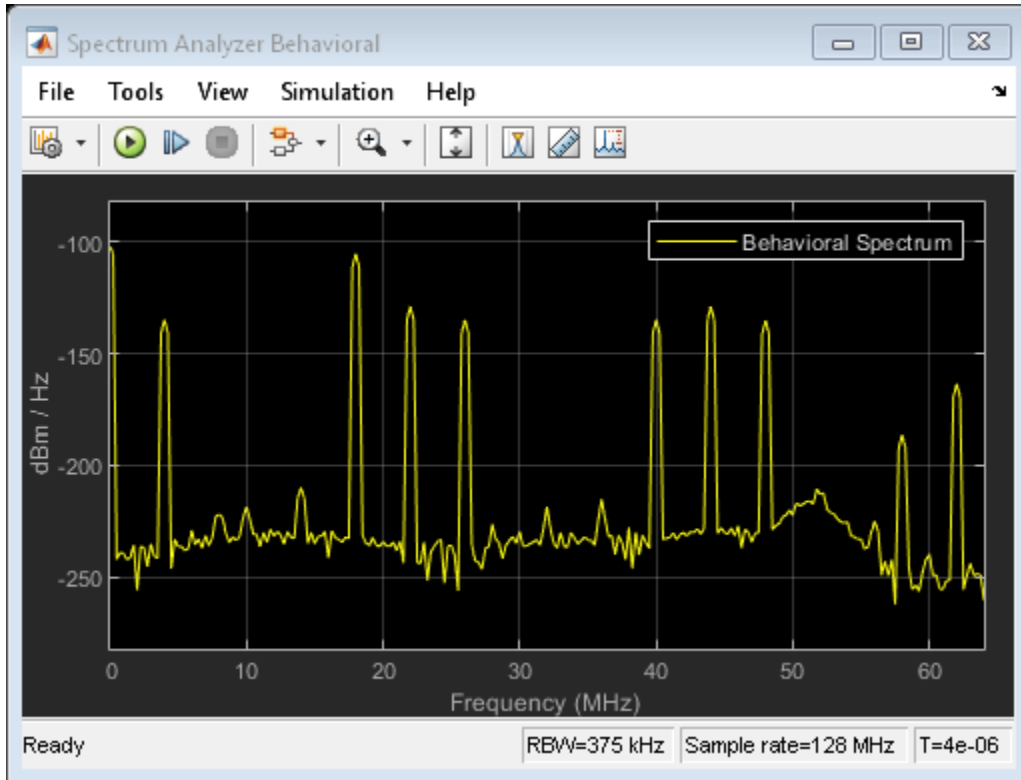 Spectrum Analyzer Behavioral
File Tools View Simulation Help
Behavioral Spectrum
-100
-150
-200
-250
dBm / Hz
0 10 20 30 40 50 60
Frequency (MHz)
Ready RBW=375 kHz Sample rate=128 MHz T=4e-06